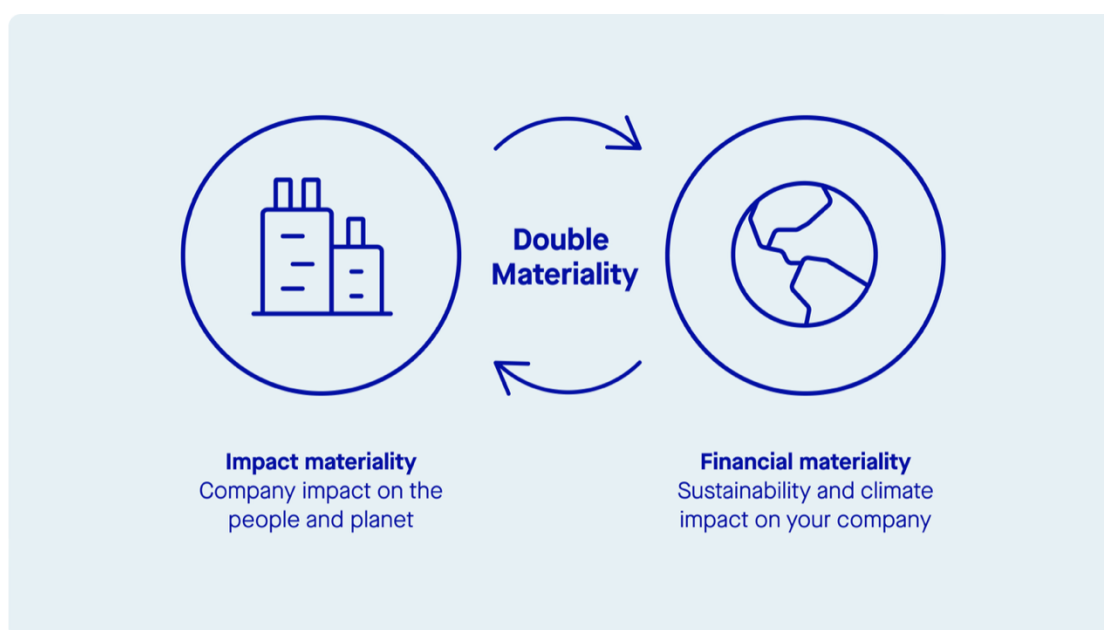 Double
Materiality
Impact materiality
Company impact on the
people and planet
Financial materiality
Sustainability and climate
impact on your company